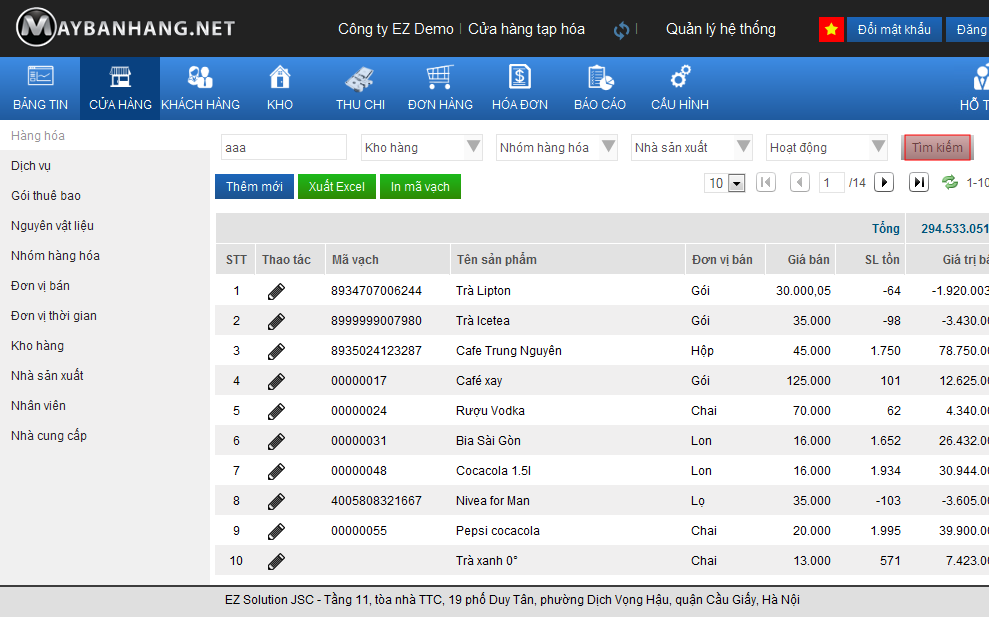 MAYBANHANG.NET
Công ty EZ Demo | Cửa hàng tạp hóa | Quản lý hệ thống Đổi mật khẩu Đăng
BẢNG TIN CỬA HÀNG KHÁCH HÀNG KHO THU CHI ĐƠN HÀNG HÓA ĐƠN BÁO CÁO CẤU HÌNH HỖ T
Hàng hóa
Dịch vụ
Gói thuê bao
Nguyên vật liệu
Nhóm hàng hóa
Đơn vị bán
Đơn vị thời gian
Kho hàng
Nhà sản xuất
Nhân viên
Nhà cung cấp
aaa Kho hàng Nhóm hàng hóa Nhà sản xuất Hoạt động Tìm kiếm
Thêm mới Xuất Excel In mã vạch 10 1 /14 1-10
Tổng 294.533.051
STT Thao tác Mã vạch Tên sản phẩm Đơn vị bán Giá bán SL tồn Giá trị bá
1 8934707006244 Trà Lipton Gói 30.000,05 -64 -1.920.003
2 8999999007980 Trà Icetea Gói 35.000 -98 -3.430.0
3 8935024123287 Cafe Trung Nguyên Hộp 45.000 1.750 78.750.0
4 00000017 Café xay Gói 125.000 101 12.625.0
5 00000024 Rượu Vodka Chai 70.000 62 4.340.0
6 00000031 Bia Sài Gòn Lon 16.000 1.652 26.432.0
7 00000048 Cocacola 1.5l Lon 16.000 1.934 30.944.0
8 4005808321667 Nivea for Man Lọ 35.000 -103 -3.605.0
9 00000055 Pepsi cocacola Chai 20.000 1.995 39.900.0
10 Trà xanh 0° Chai 13.000 571 7.423.0
EZ Solution JSC - Tầng 11, tòa nhà TTC, 19 phố Duy Tân, phường Dịch Vọng Hậu, quận Cầu Giấy, Hà Nội